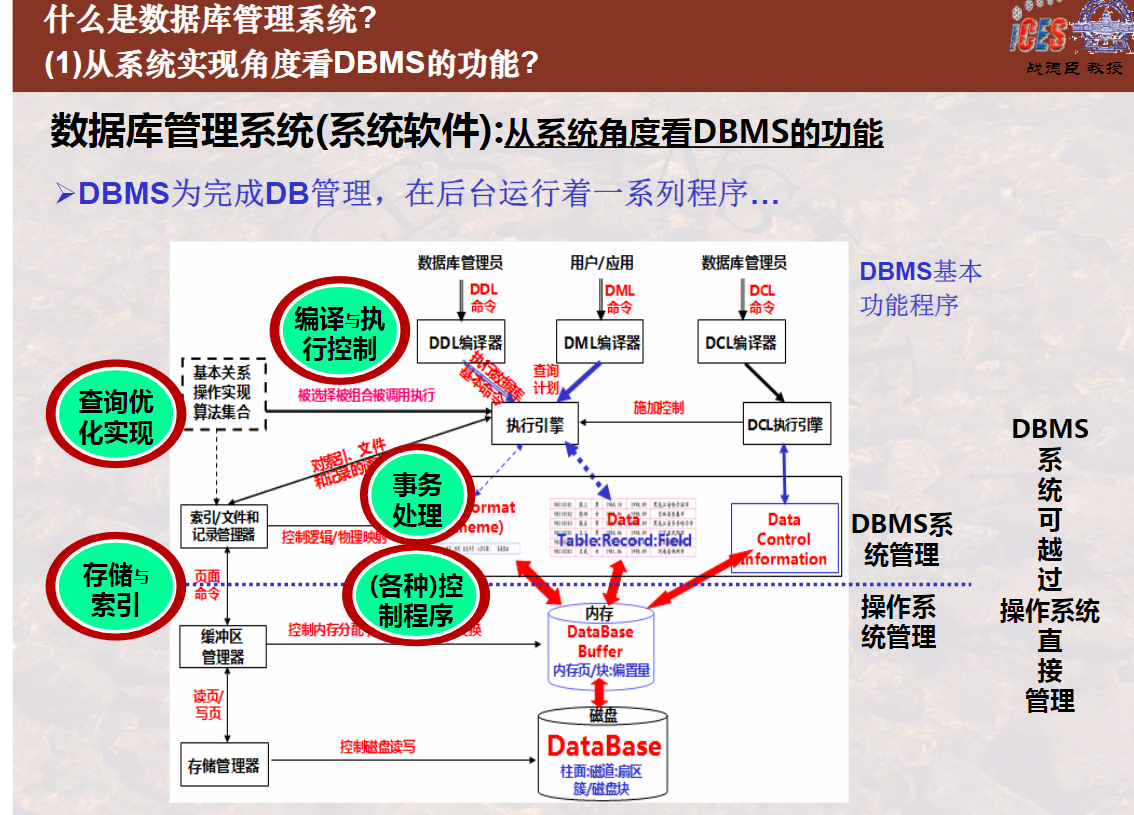 什么是数据库管理系统?
(1)从系统实现角度看DBMS的功能?
iCES
战德臣 教授
数据库管理系统(系统软件):从系统角度看DBMS的功能
➢DBMS为完成DB管理，在后台运行着一系列程序…
数据库管理员
用户/应用
数据库管理员
DBMS基本
功能程序
DDL
命令
DML
命令
DCL
命令
编译与执
行控制
DDL编译器
DML编译器
DCL编译器
执行数据库
基本命令
查询
计划
基本关系
操作实现
算法集合
查询优
化实现
被选择被组合被调用执行
执行引擎
施加控制
DCL执行引擎
对索引、文件
和记录的
事务
处理
ormat
heme)
Data
Table:Record:Field
Data
Control
Information
索引/文件和
记录管理器
控制逻辑/物理映射
DBMS系
统管理
存储与
索引
页面
命令
(各种)控
制程序
操作系
统管理
DBMS
系
统
可
越
过
操作系统
直
接
管理
缓冲区
管理器
控制内存分配
换
内存
DataBase
Buffer
内存页/块:偏置量
读页/
写页
存储管理器
控制磁盘读写
磁盘
DataBase
柱面:磁道:扇区
簇/磁盘块